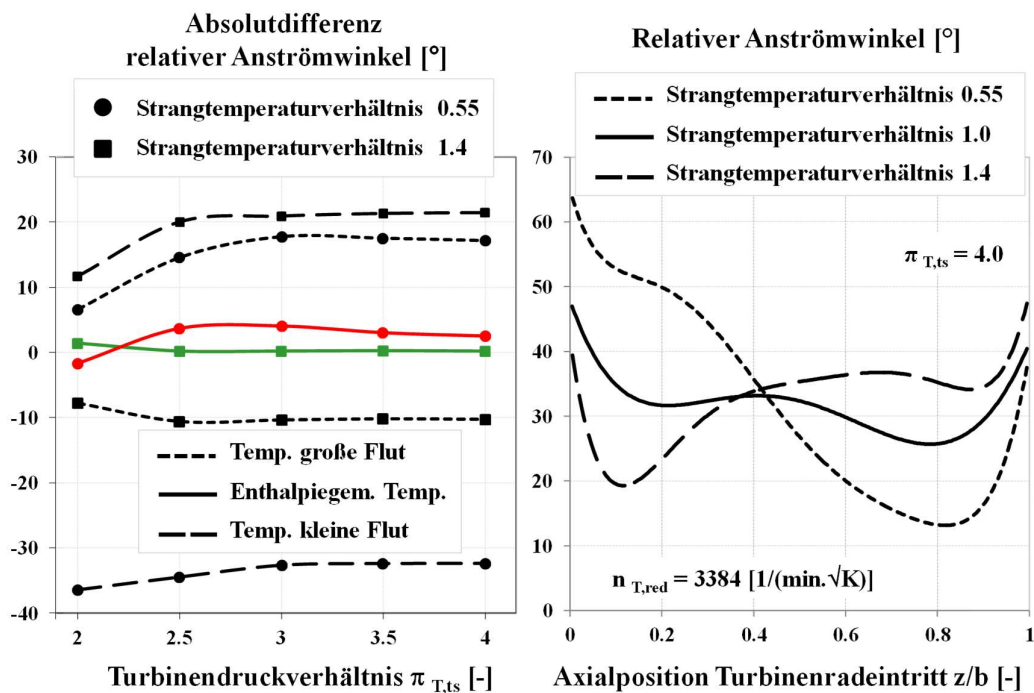 Absolutdifferenz
relativer Anströmwinkel [°]
Strangtemperaturverhältnis 0.55
Strangtemperaturverhältnis 1.4
30
20
10
0
-10
-20
-30
-40
Temp. große Flut
Enthalpiegem. Temp.
Temp. kleine Flut
2 2.5 3 3.5 4
Turbinendruckverhältnis π T,ts [-]
Relativer Anströmwinkel [°]
Strangtemperaturverhältnis 0.55
Strangtemperaturverhältnis 1.0
Strangtemperaturverhältnis 1.4
70
60
50
40
30
20
10
0
π T,ts = 4.0
n T,red = 3384 [1/(min.√K)]
0 0.2 0.4 0.6 0.8 1
Axialposition Turbinenradeintritt z/b [-]